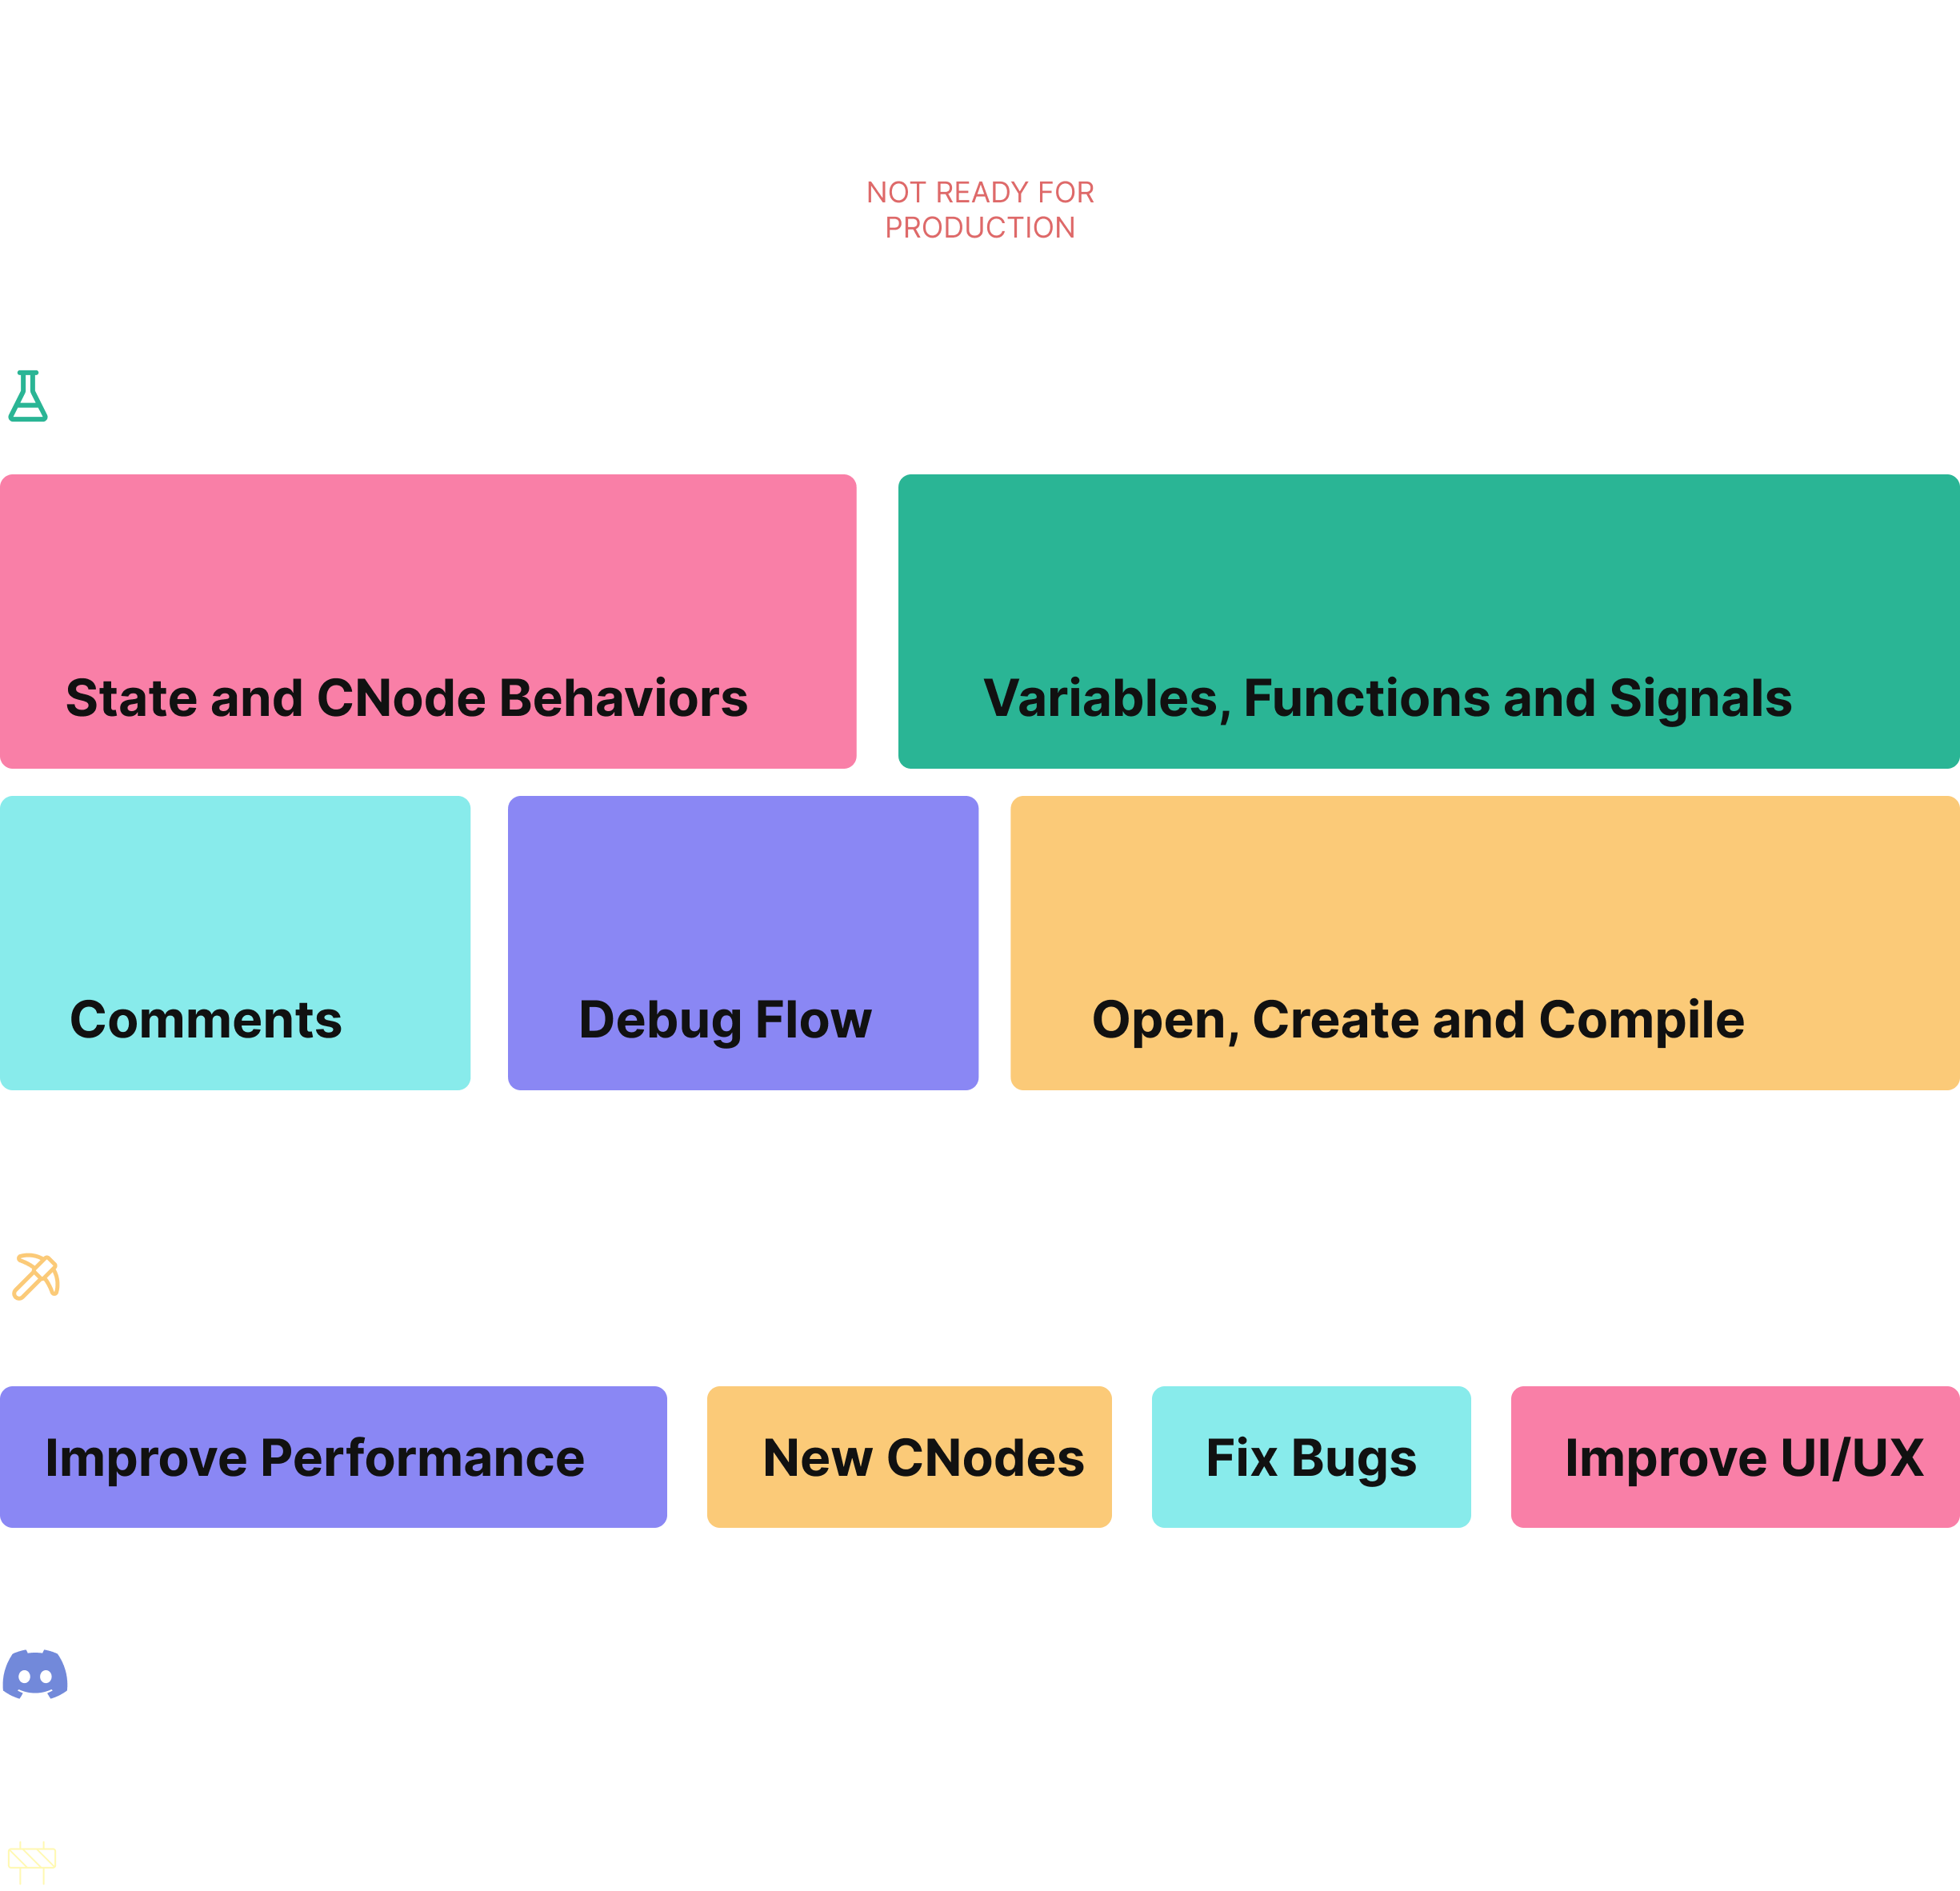 NOT READY FOR
PRODUCTION
State and CNode Behaviors
Variables, Functions and Signals
Comments
Debug Flow
Open, Create and Compile
Improve Performance
New CNodes
Fix Bugs
Improve UI/UX